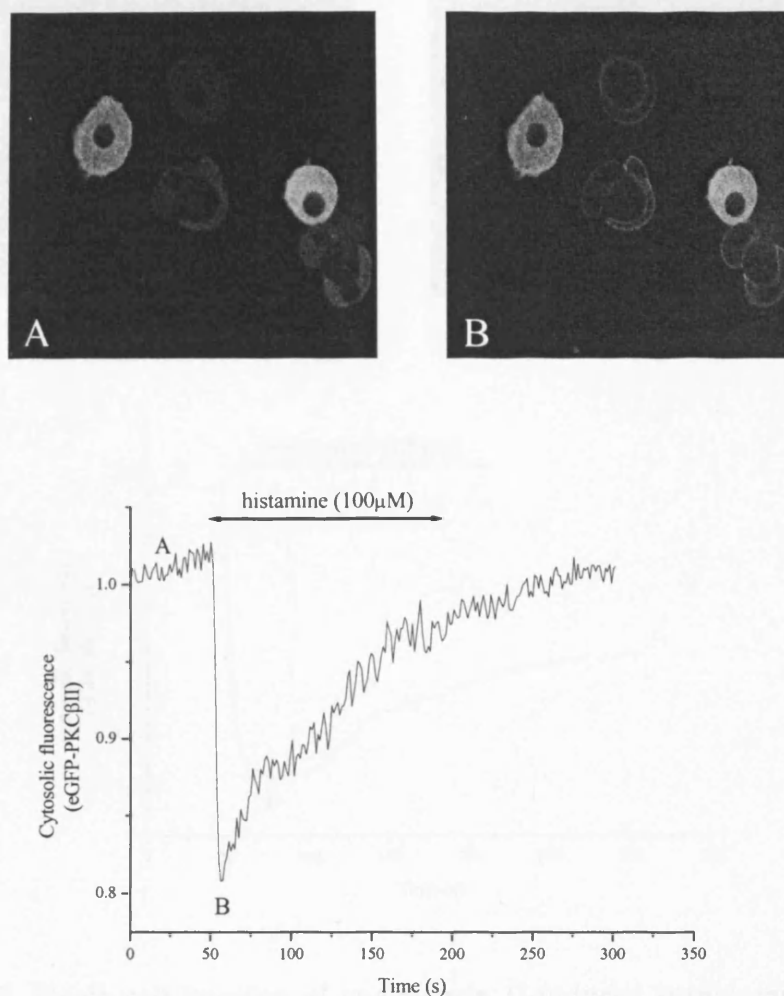 A
B
histamine (100μM)
A
1.0
0.9
0.8
B
Cytosolic fluorescence
(eGFP-PKCβII)
0
50
100
150
200
250
300
350
Time (s)